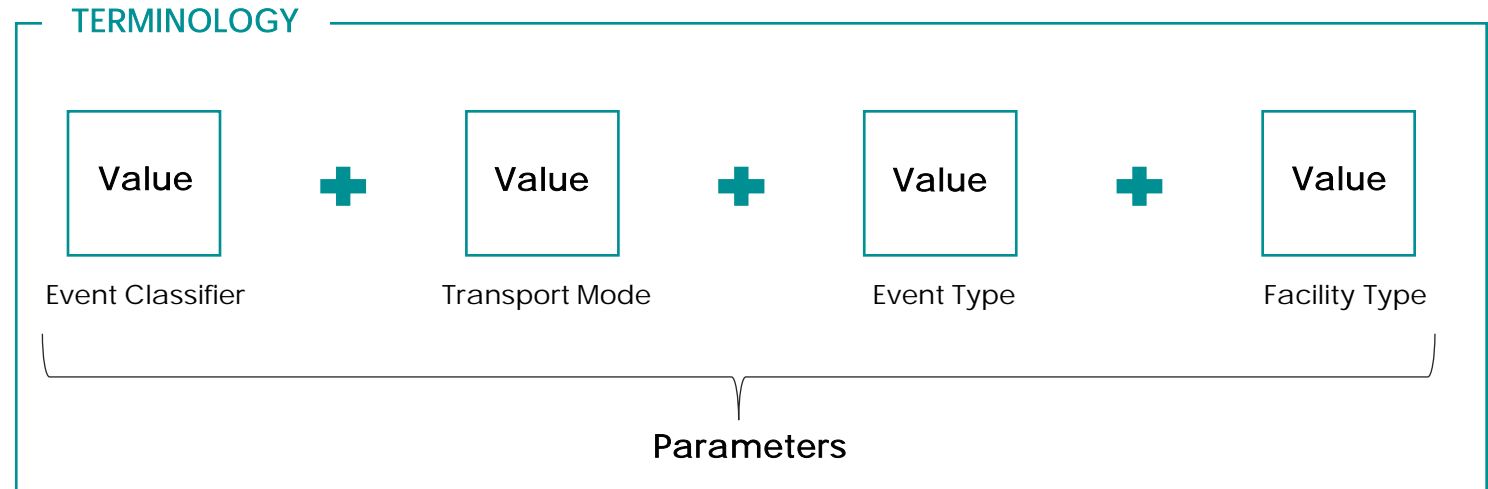 TERMINOLOGY
Value Value Value Value
Event Classifier Transport Mode Event Type Facility Type
Parameters